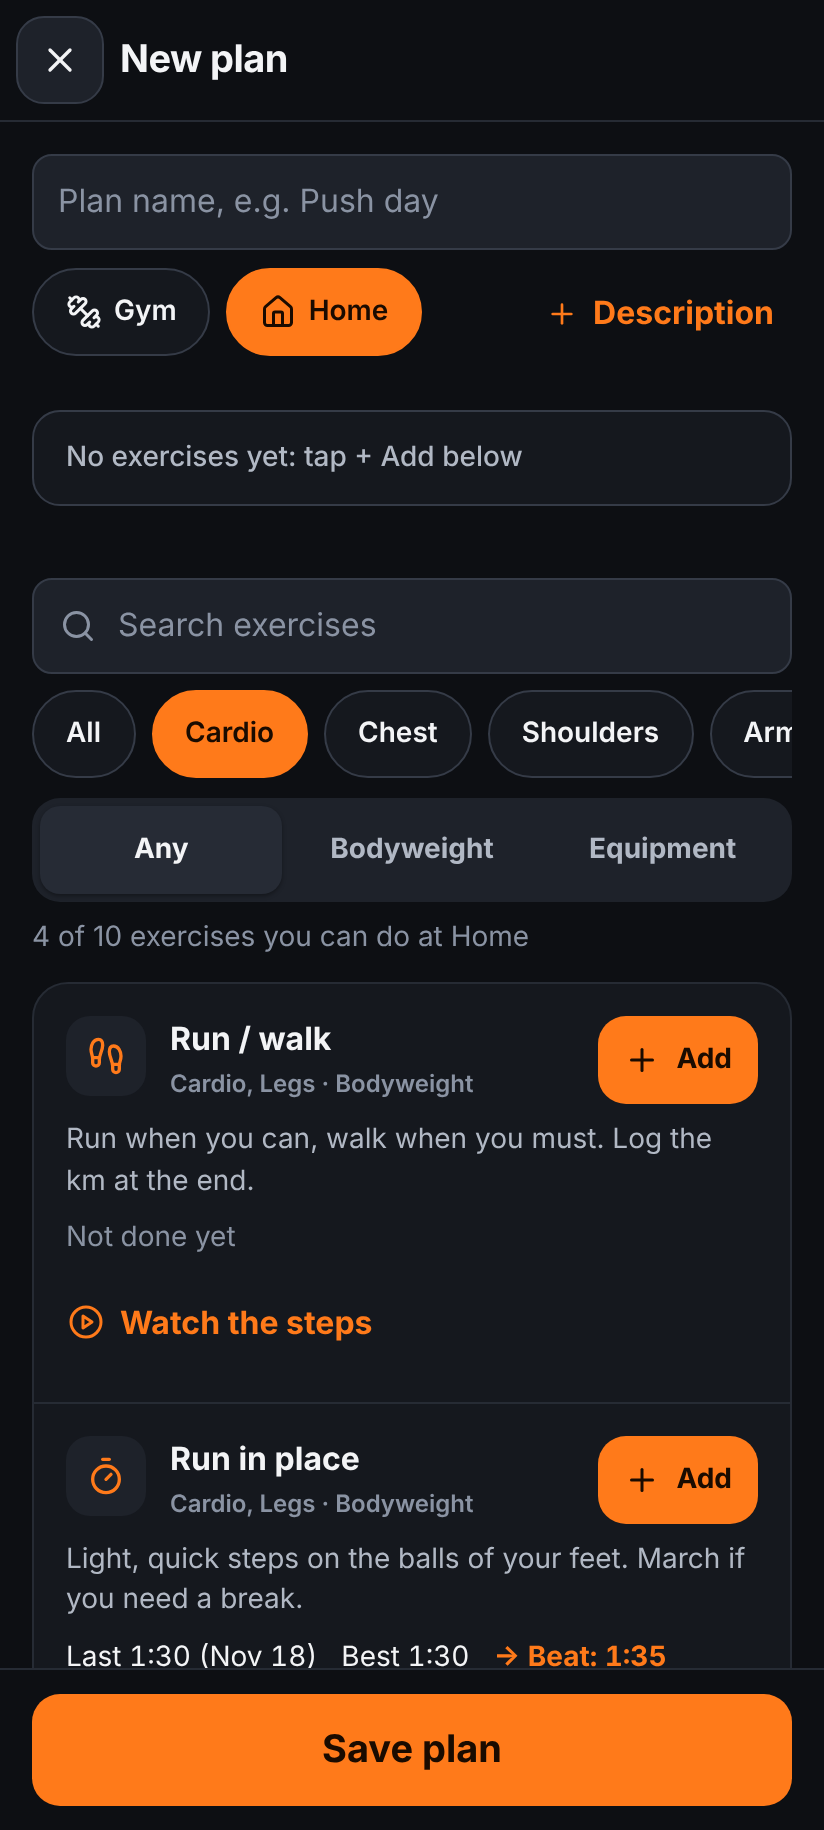 New plan
Plan name, e.g. Push day
Gym
Home
+ Description
No exercises yet: tap + Add below
Search exercises
All
Cardio
Chest
Shoulders
Arm
Any
Bodyweight
Equipment
4 of 10 exercises you can do at Home
Run / walk
+ Add
Cardio, Legs · Bodyweight
Run when you can, walk when you must. Log the
km at the end.
Not done yet
Watch the steps
Run in place
+ Add
Cardio, Legs · Bodyweight
Light, quick steps on the balls of your feet. March if
you need a break.
Last 1:30 (Nov 18) Best 1:30 → Beat: 1:35
Save plan